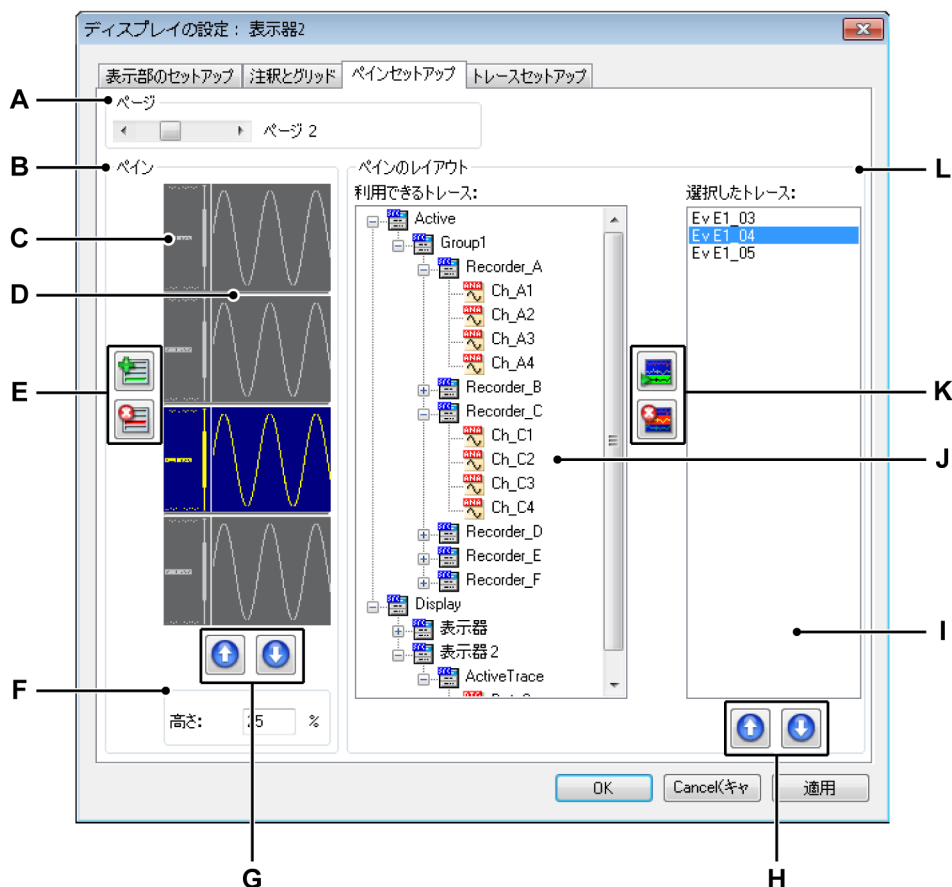 ディスプレイの設定： 表示器2
表示部のセットアップ 注釈とグリッド ペインセットアップ トレースセットアップ
A
ページ
ページ 2
B
ペイン
ペインのレイアウト
L
利用できるトレース:
選択したトレース:
Active
Group1
Recorder_A
Ch_A1
Ch_A2
Ch_A3
Ch_A4
Recorder_B
Recorder_C
Ch_C1
Ch_C2
Ch_C3
Ch_C4
Recorder_D
Recorder_E
Recorder_F
Display
表示器
表示器 2
ActiveTrace
Ev E1_03
Ev E1_04
Ev E1_05
C
D
E
K
J
I
F
高さ: 25 %
OK Cancel(キャ 適用
G
H